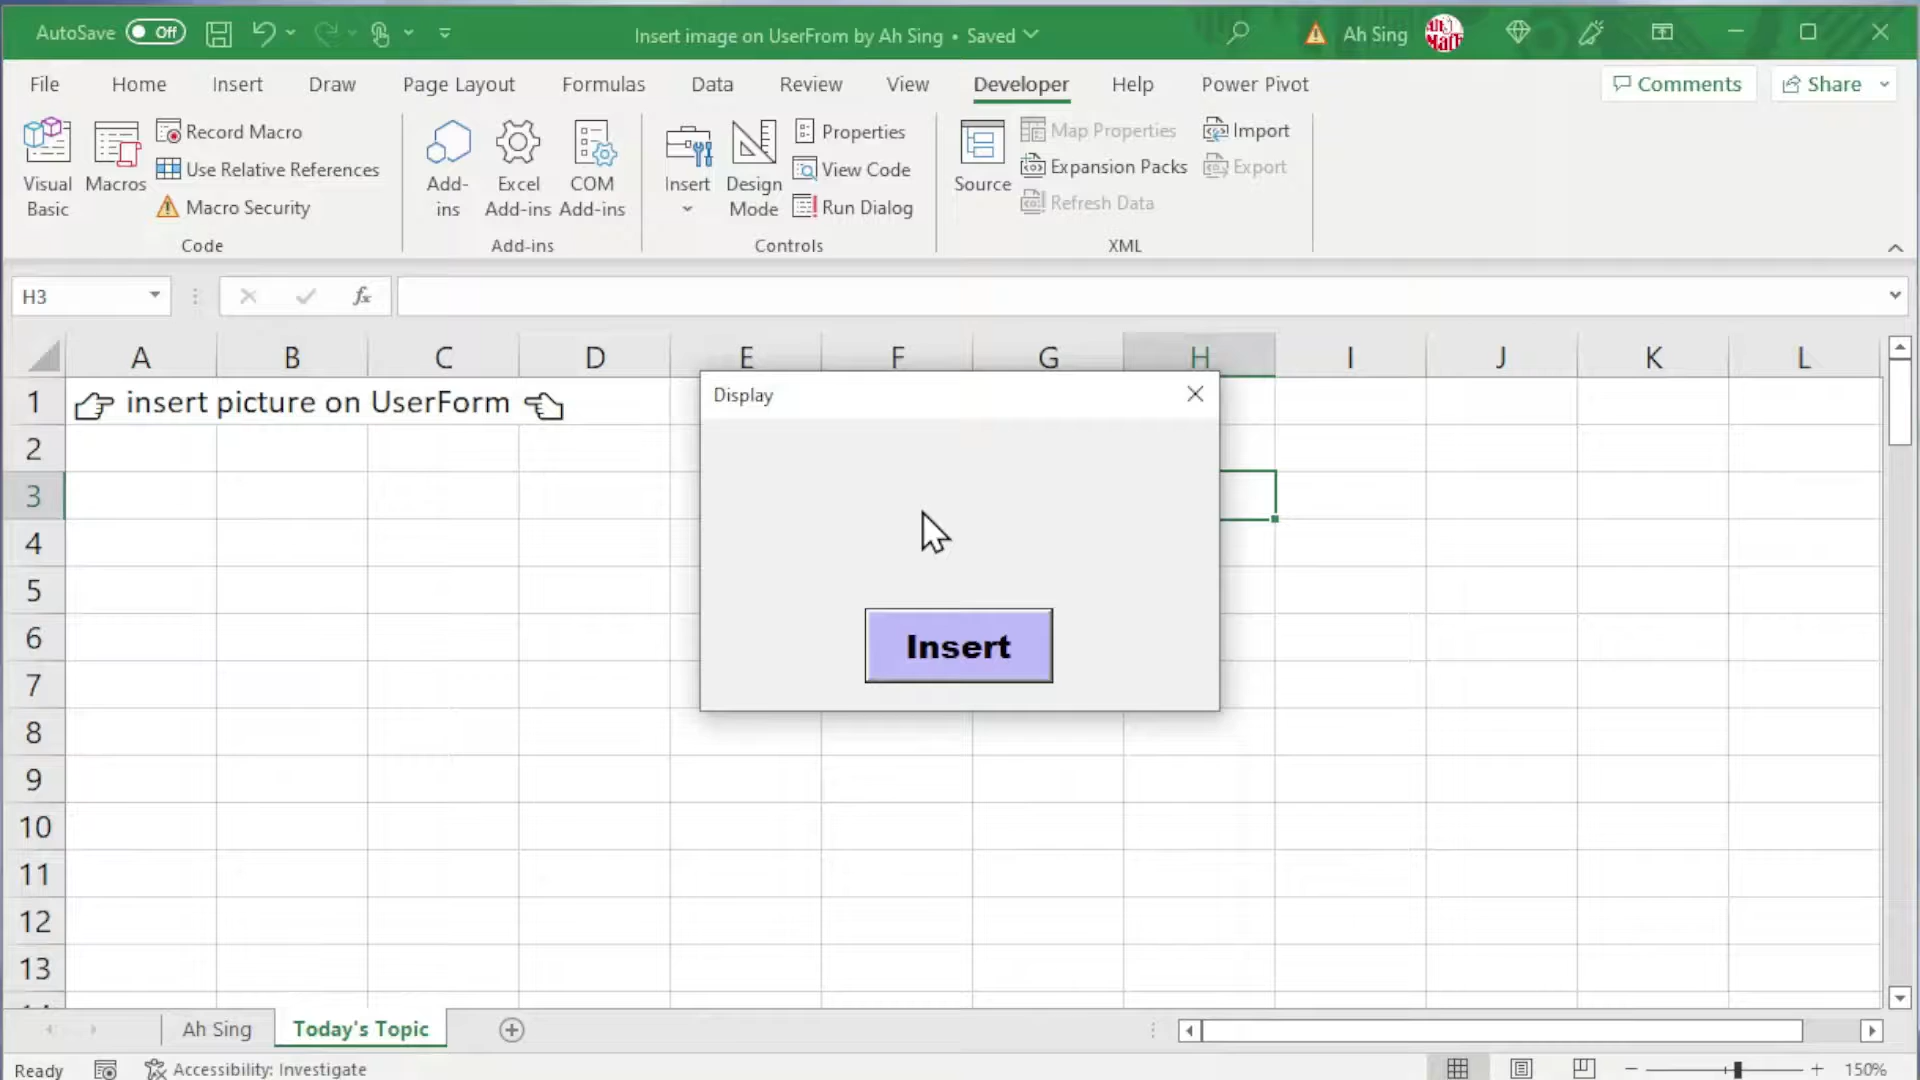 AutoSave Off Insert image on UserFrom by Ah Sing • Saved Ah Sing
File Home Insert Draw Page Layout Formulas Data Review View Developer Help Power Pivot Comments Share
Visual Basic
Macros
Record Macro
Use Relative References
Macro Security
Code
Add-ins
Excel Add-ins
COM Add-ins
Add-ins
Insert
Design Mode
Properties
View Code
Run Dialog
Controls
Source
Map Properties
Expansion Packs
Refresh Data
Import
Export
XML
H3 fx
A B C D E F G H I J K L
1 insert picture on UserForm
2
3
4
5
6
7
8
9
10
11
12
13
Display
Insert
Ah Sing Today's Topic
Ready Accessibility: Investigate 150%